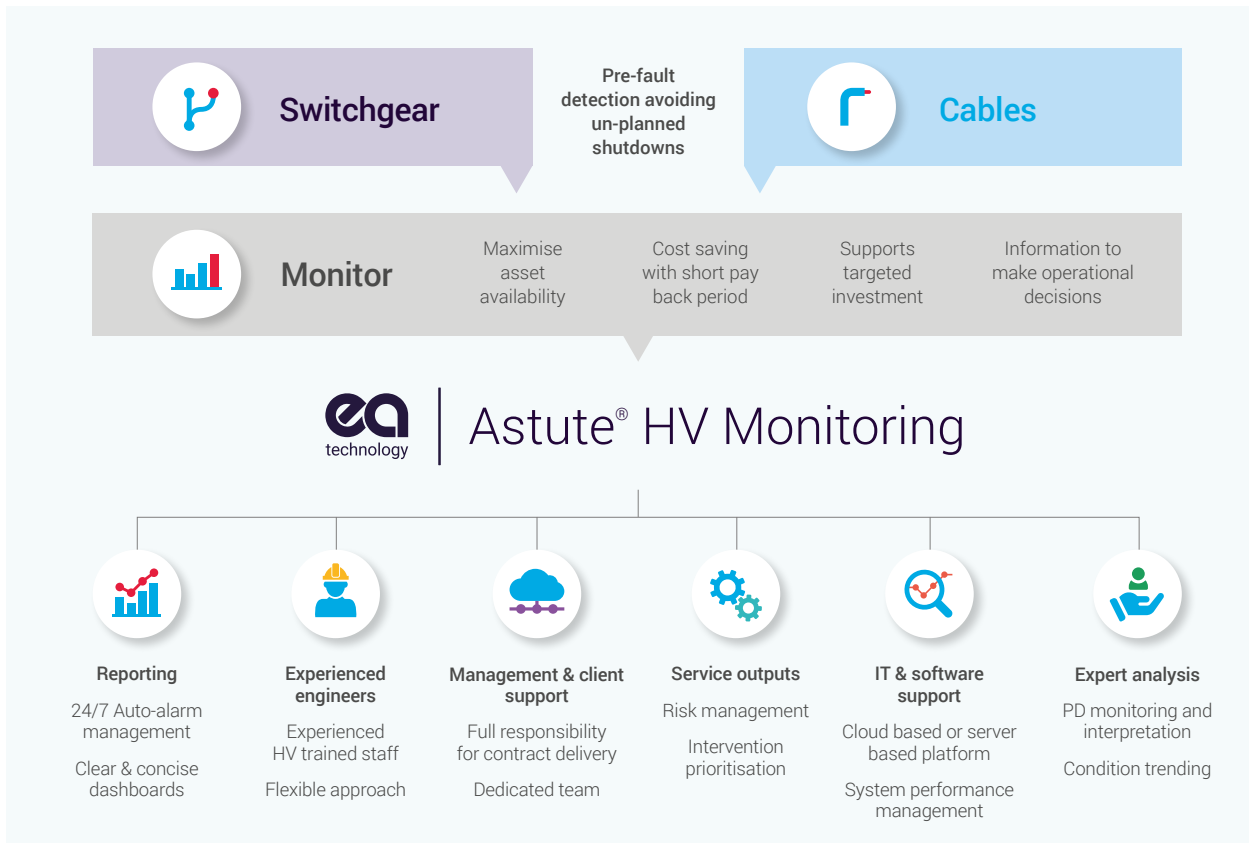 Switchgear
Pre-fault
detection avoiding
un-planned
shutdowns
Cables
Monitor
Maximise
asset
availability
Cost saving
with short pay
back period
Supports
targeted
investment
Information to
make operational
decisions
ea
technology
Astute® HV Monitoring
Reporting
24/7 Auto-alarm
management
Clear & concise
dashboards
Experienced
engineers
Experienced
HV trained staff
Flexible approach
Management & client
support
Full responsibility
for contract delivery
Dedicated team
Service outputs
Risk management
Intervention
prioritisation
IT & software
support
Cloud based or server
based platform
System performance
management
Expert analysis
PD monitoring and
interpretation
Condition trending